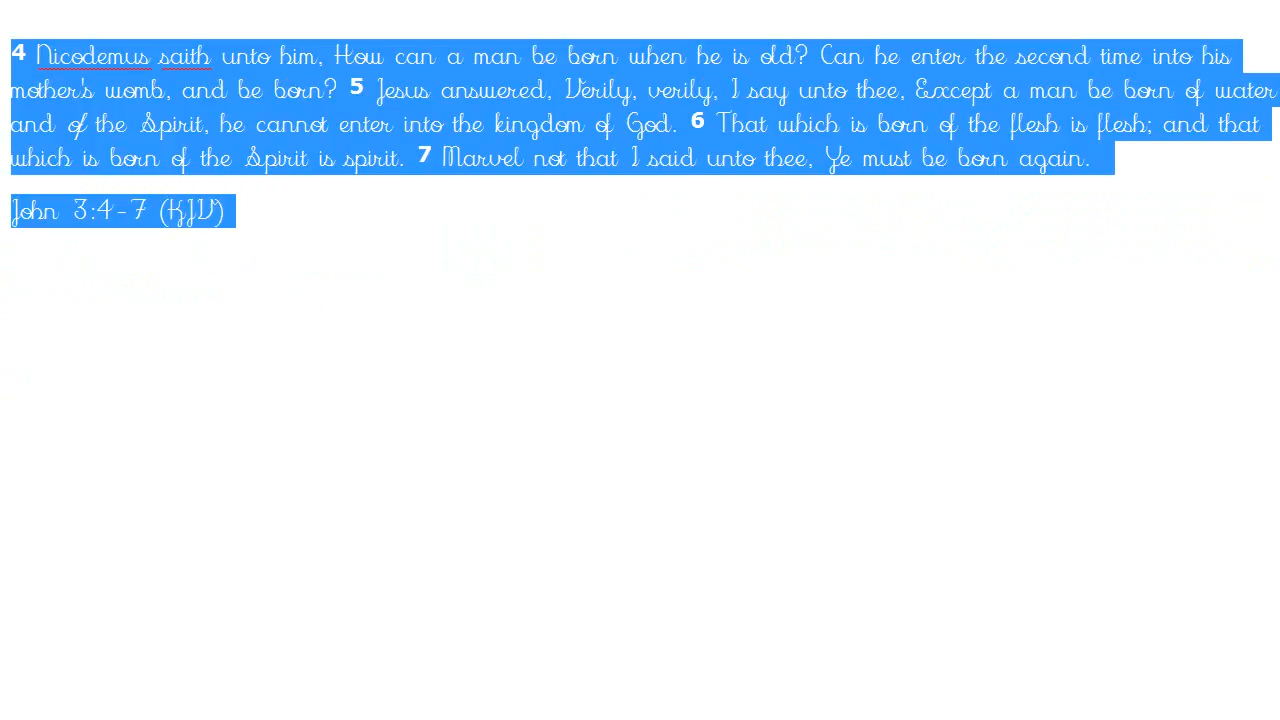 4 Nicodemus saith unto him, How can a man be born when he is old? Can he enter the second time into his
mother's womb, and be born? 5 Jesus answered, Verily, verily, I say unto thee, Except a man be born of water
and of the Spirit, he cannot enter into the kingdom of God. 6 That which is born of the flesh is flesh; and that
which is born of the Spirit is spirit. 7 Marvel not that I said unto thee, Ye must be born again.
John 3:4-7 (KJV)